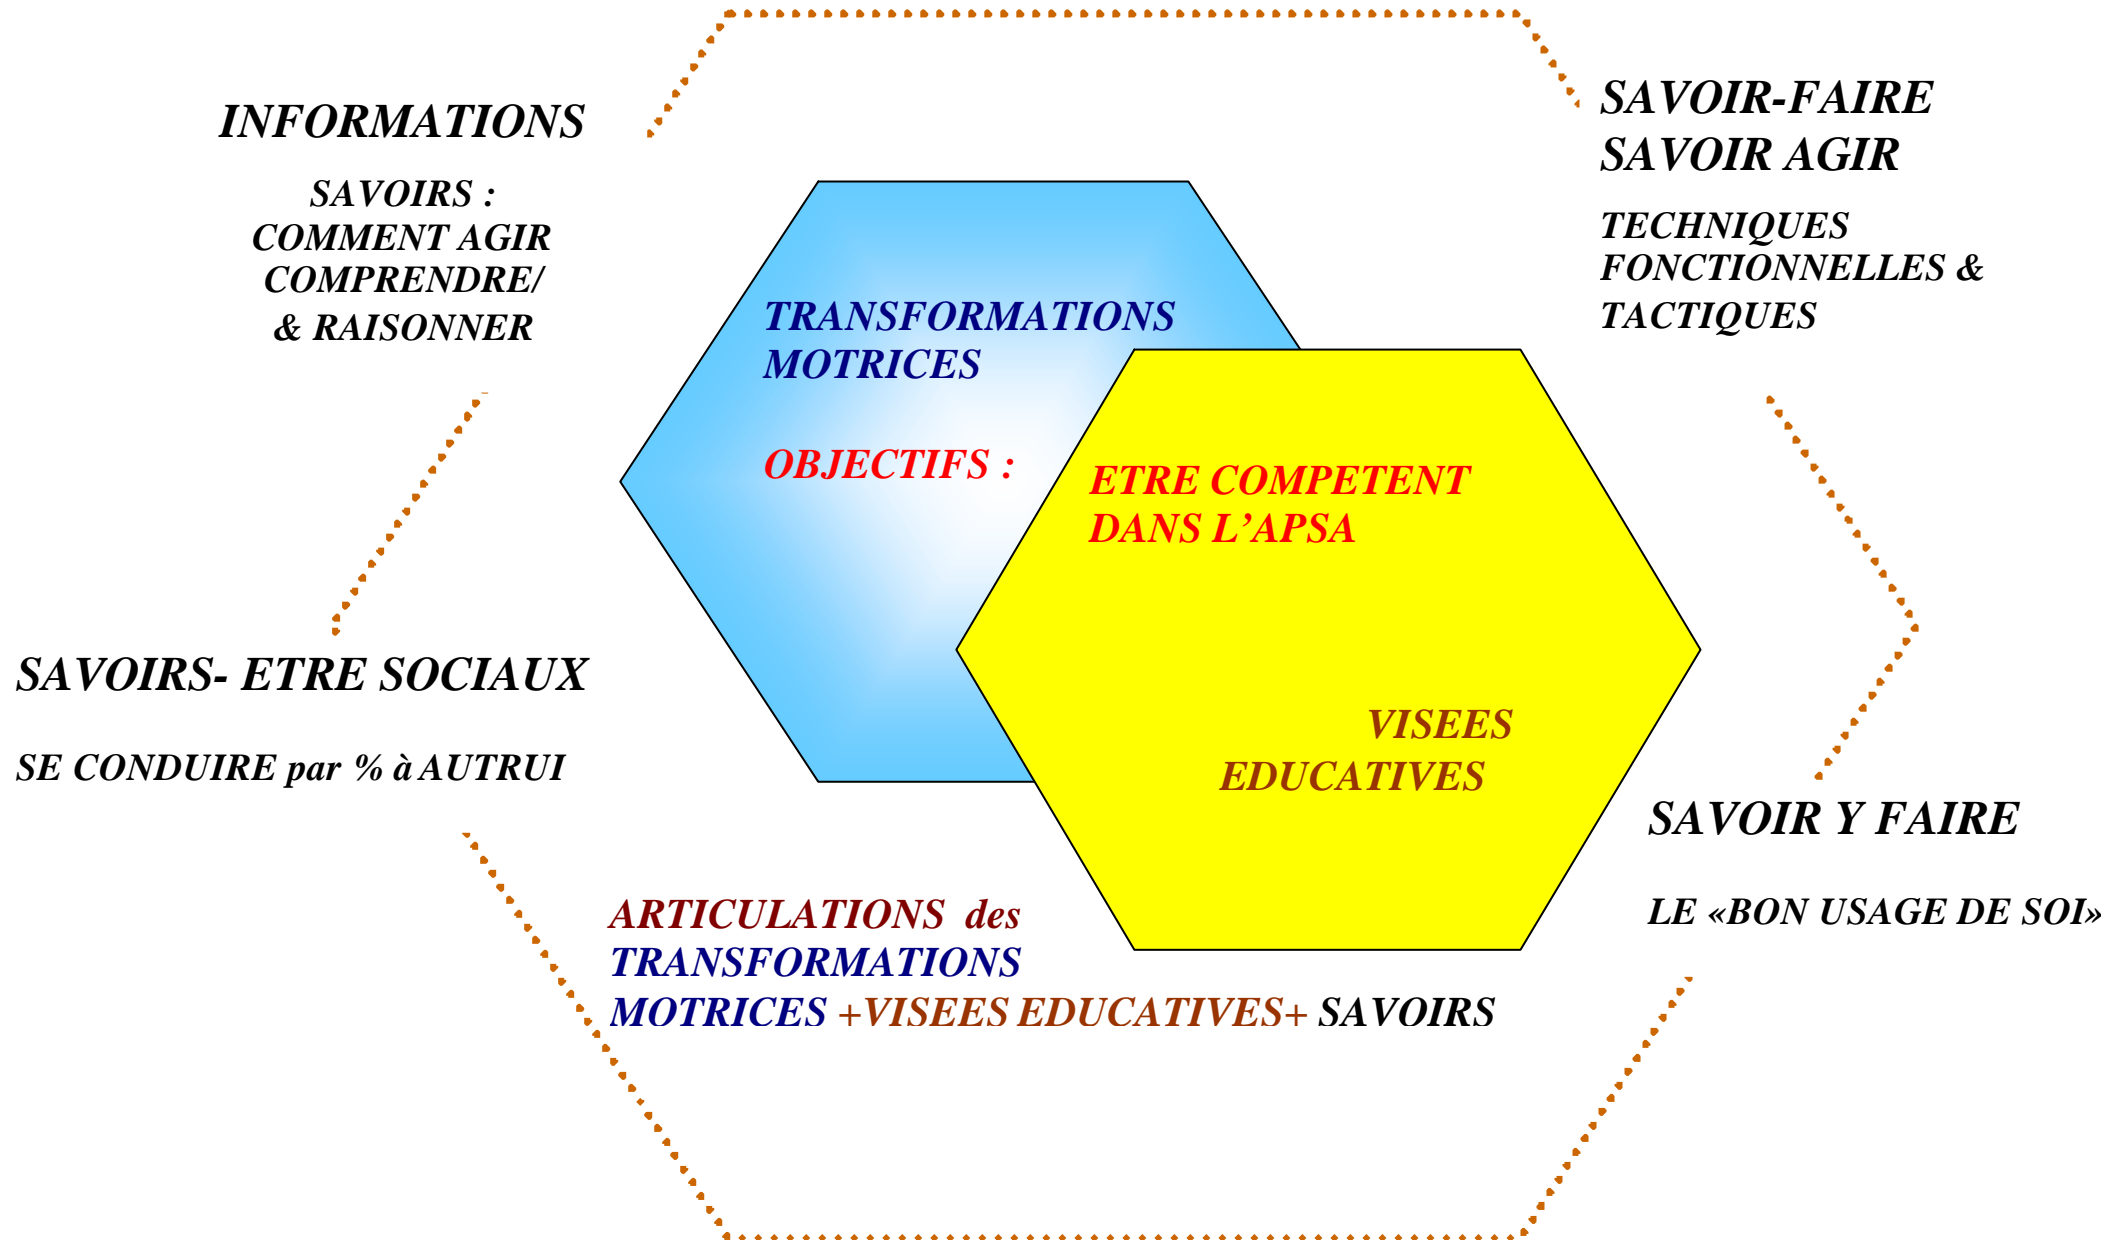 INFORMATIONS
SAVOIRS :
COMMENT AGIR
COMPRENDRE/
& RAISONNER
SAVOIR-FAIRE
SAVOIR AGIR
TECHNIQUES
FONCTIONNELLES &
TACTIQUES
TRANSFORMATIONS
MOTRICES
OBJECTIFS :
ETRE COMPETENT
DANS L’APSA
VISEES
EDUCATIVES
SAVOIRS- ETRE SOCIAUX
SE CONDUIRE par % à AUTRUI
SAVOIR Y FAIRE
LE «BON USAGE DE SOI»
ARTICULATIONS des
TRANSFORMATIONS
MOTRICES +VISEES EDUCATIVES+ SAVOIRS